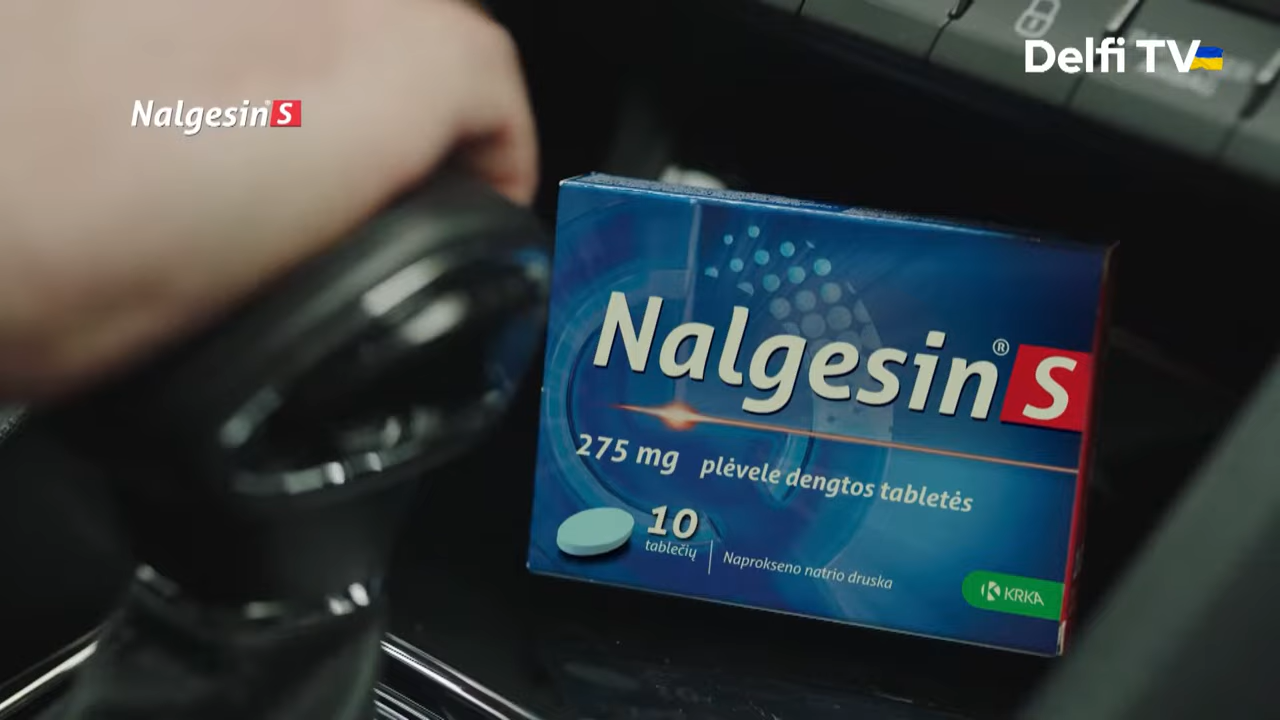 Delfi TV
Nalgesin S
Nalgesin® S
275 mg plėvele dengtos tabletės
10
tablečių
Naprokseno natrio druska
KRKA